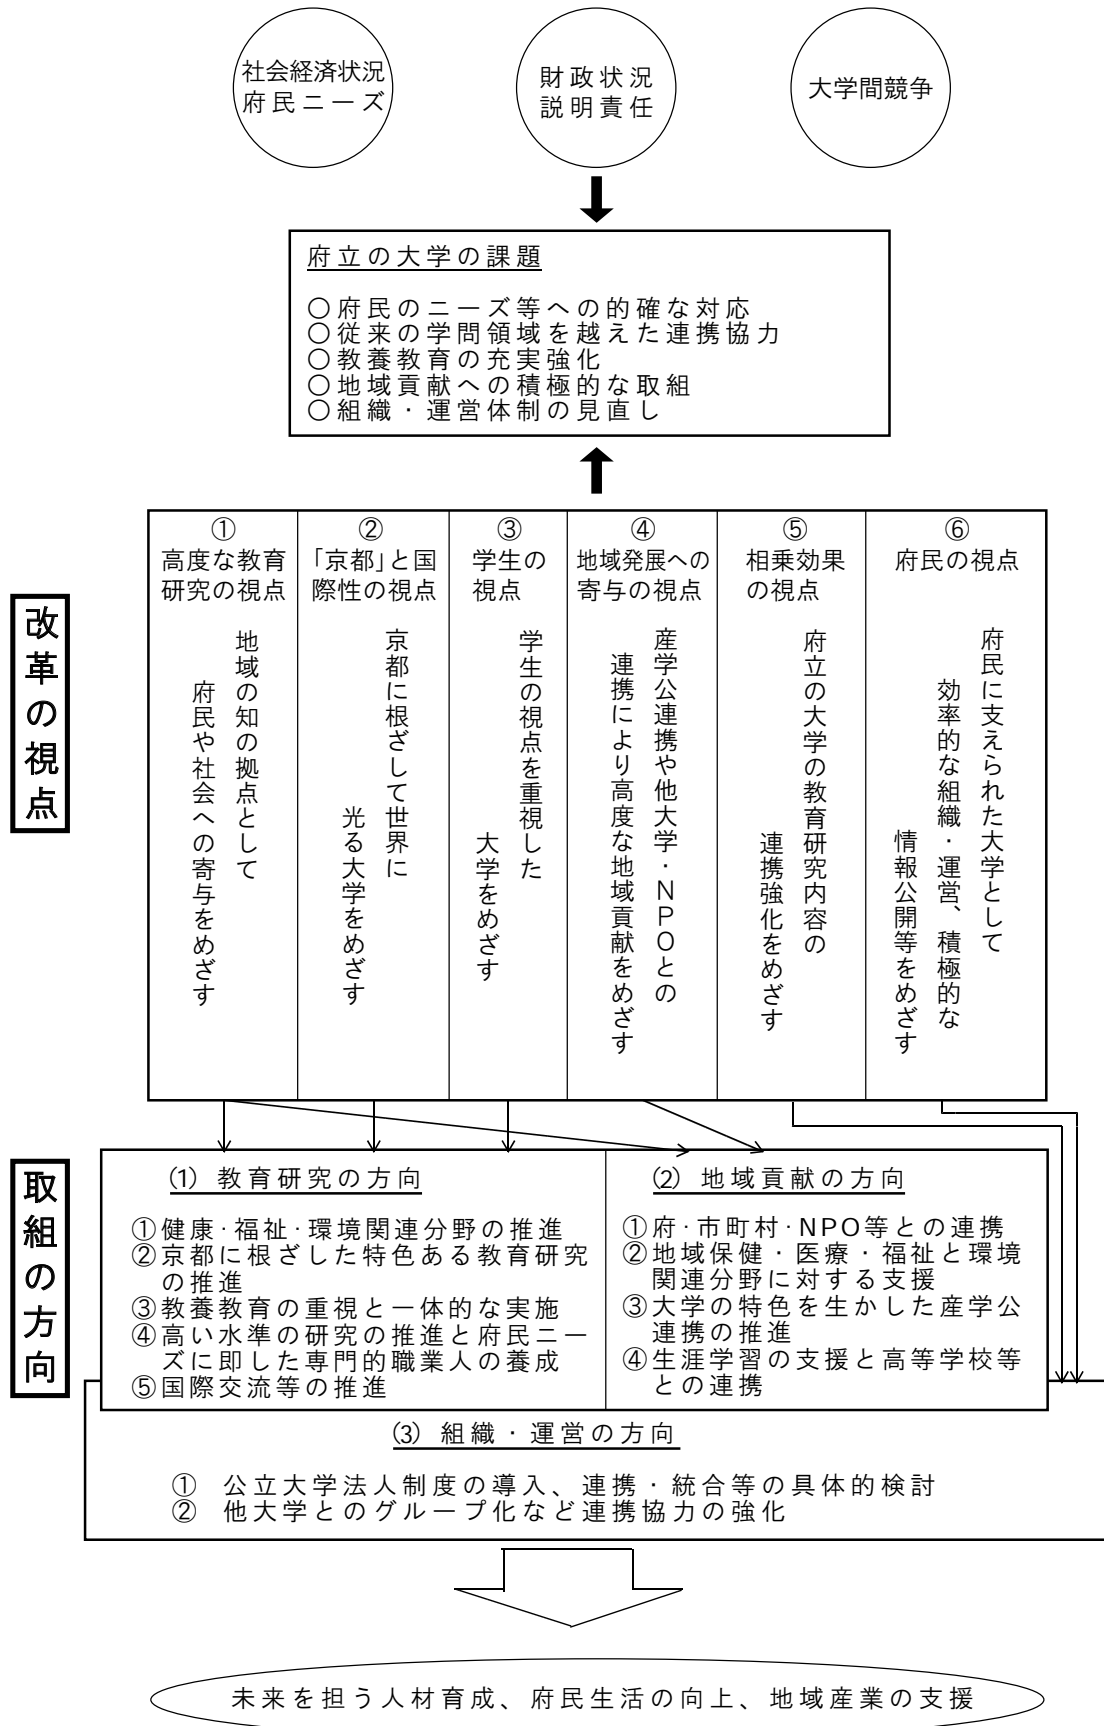 社会経済状況
府民ニーズ
財政状況
説明責任
大学間競争
府立の大学の課題
○府民のニーズ等への的確な対応
○従来の学問領域を越えた連携協力
○教養教育の充実強化
○地域貢献への積極的な取組
○組織・運営体制の見直し
改革の視点
①
高度な教育
研究の視点
地域の知の拠点として
府民や社会への寄与をめざす
②
「京都」と国
際性の視点
京都に根ざして世界に
光る大学をめざす
③
学生の
視点
学生の視点を重視した
大学をめざす
④
地域発展への
寄与の視点
産学公連携や他大学・NPOとの
連携により高度な地域貢献をめざす
⑤
相乗効果
の視点
府立の大学の教育研究内容の
連携強化をめざす
⑥
府民の視点
府民に支えられた大学として
効率的な組織・運営、積極的な
情報公開等をめざす
取組の方向
(1) 教育研究の方向
①健康・福祉・環境関連分野の推進
②京都に根ざした特色ある教育研究
の推進
③教養教育の重視と一体的な実施
④高い水準の研究の推進と府民ニー
ズに即した専門的職業人の養成
⑤国際交流等の推進
(2) 地域貢献の方向
①府・市町村・NPO等との連携
②地域保健・医療・福祉と環境
関連分野に対する支援
③大学の特色を生かした産学公
連携の推進
④生涯学習の支援と高等学校等
との連携
(3) 組織・運営の方向
① 公立大学法人制度の導入、連携・統合等の具体的検討
② 他大学とのグループ化など連携協力の強化
未来を担う人材育成、府民生活の向上、地域産業の支援